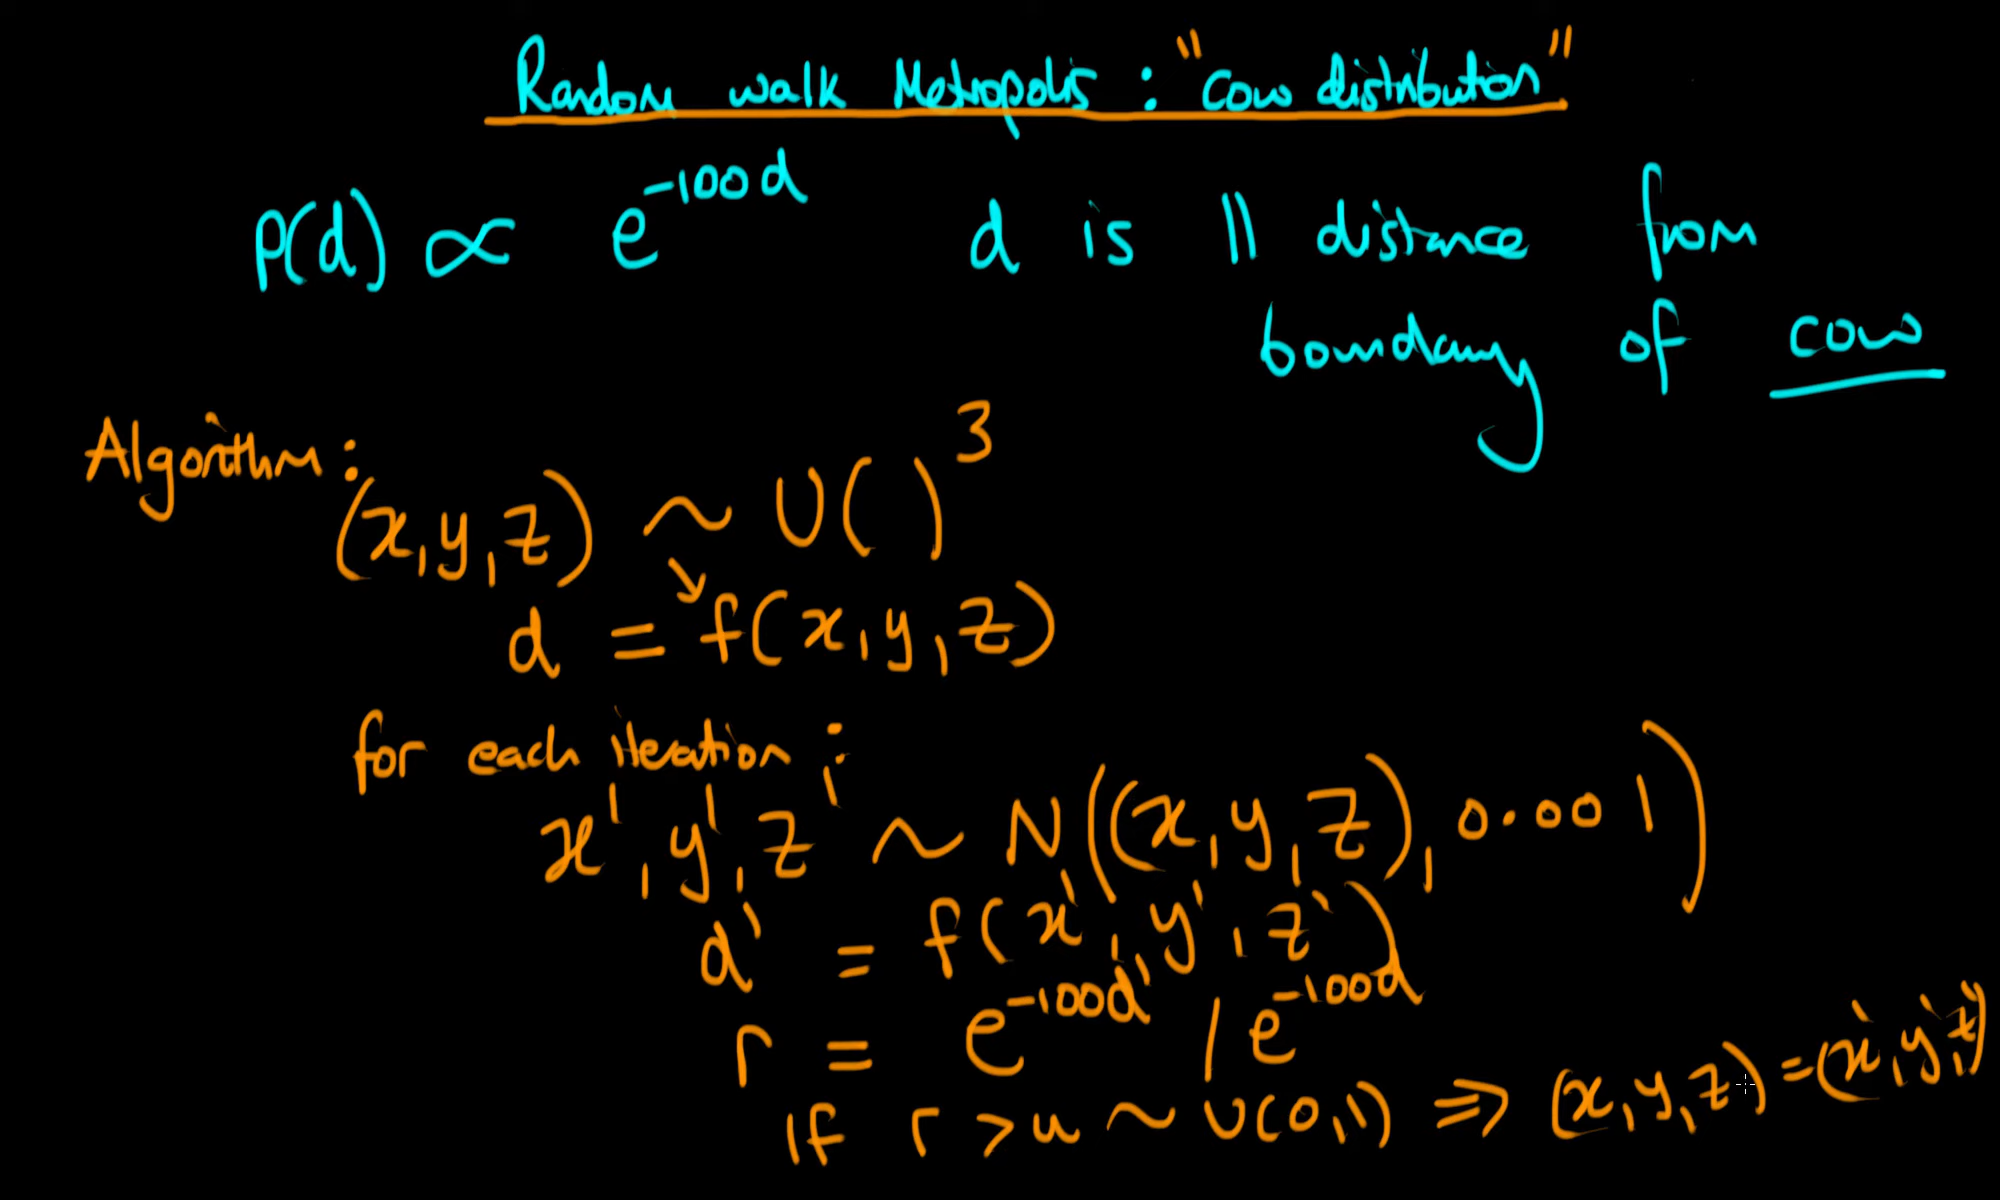 Random walk Metropolis : "cow distribution"
P(d) ∝ e^{-100d} d is || distance from
boundary of cow
Algorithm:
(x,y,z) ~ U( )^3
d = f(x,y,z)
for each iteration:
x',y',z' ~ N((x,y,z),0.001)
d' = f(x',y',z')
r = e^{-100d'} / e^{-100d}
If r > u ~ U(0,1) ⇒ (x,y,z)=(x',y',z')